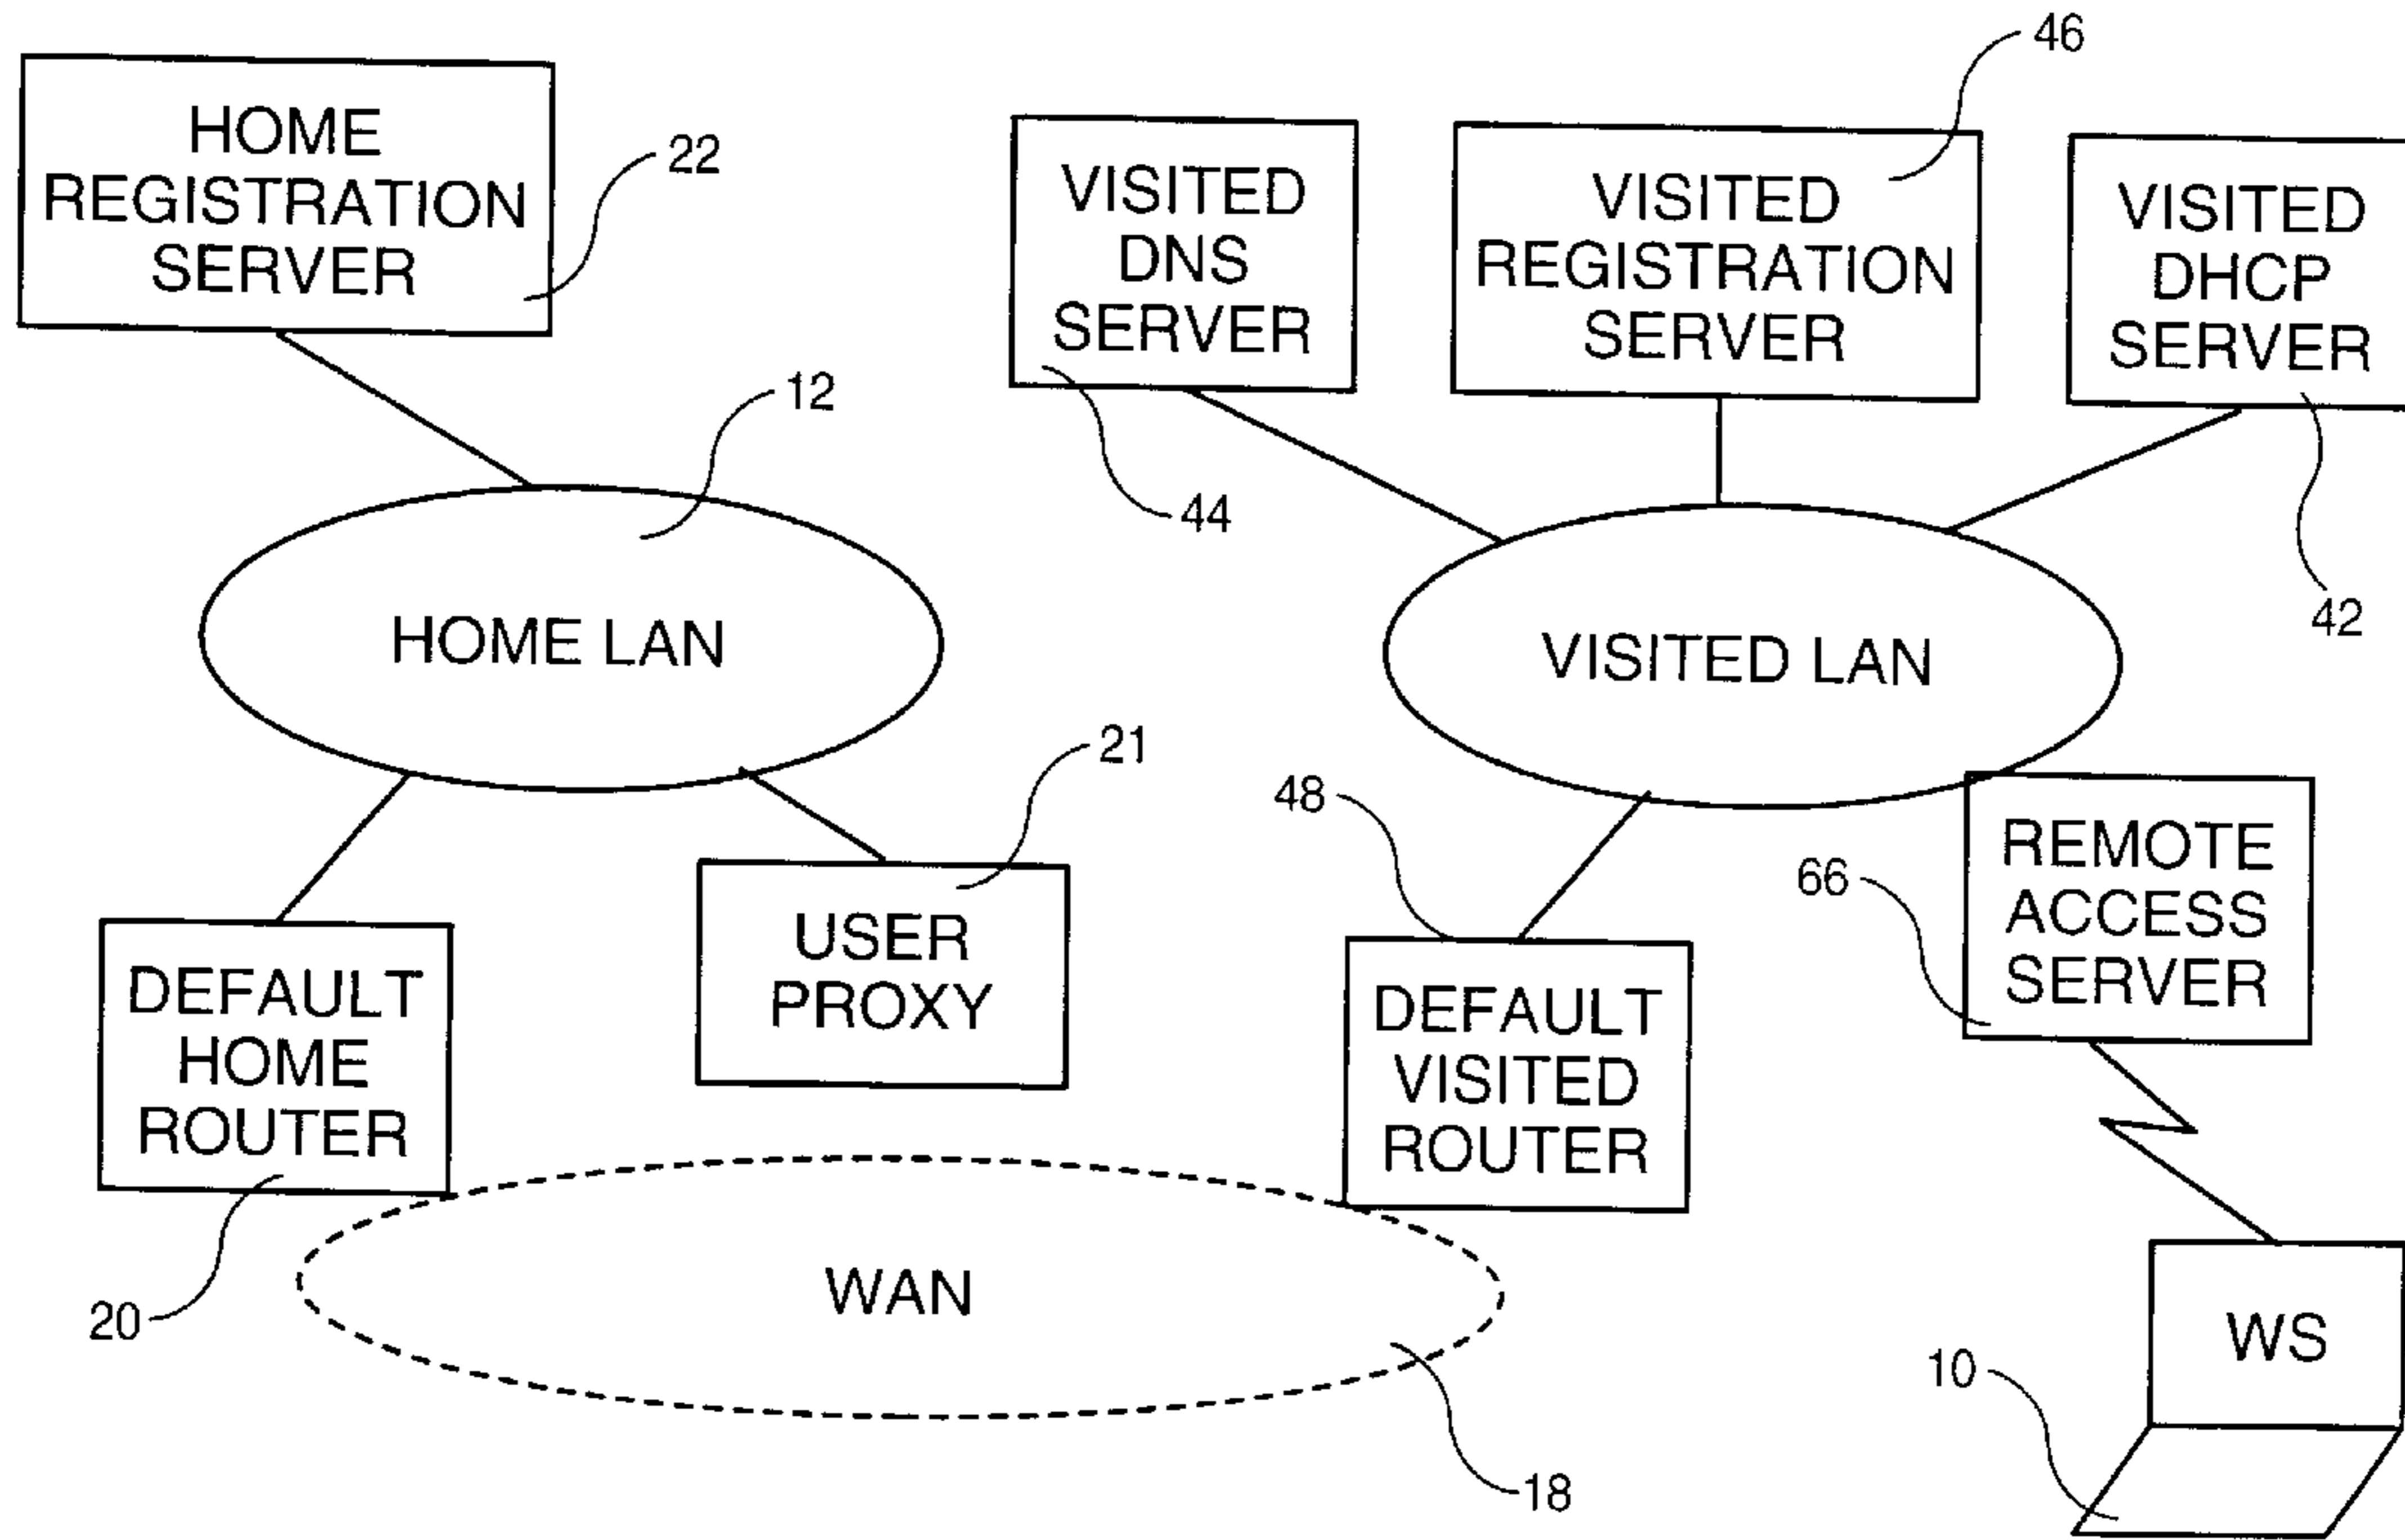 46
HOME
REGISTRATION
SERVER
22
VISITED
DNS
SERVER
VISITED
REGISTRATION
SERVER
VISITED
DHCP
SERVER
12
44
42
HOME LAN
VISITED LAN
21
48
66
REMOTE
ACCESS
SERVER
USER
PROXY
DEFAULT
HOME
ROUTER
DEFAULT
VISITED
ROUTER
20
WAN
WS
10
18